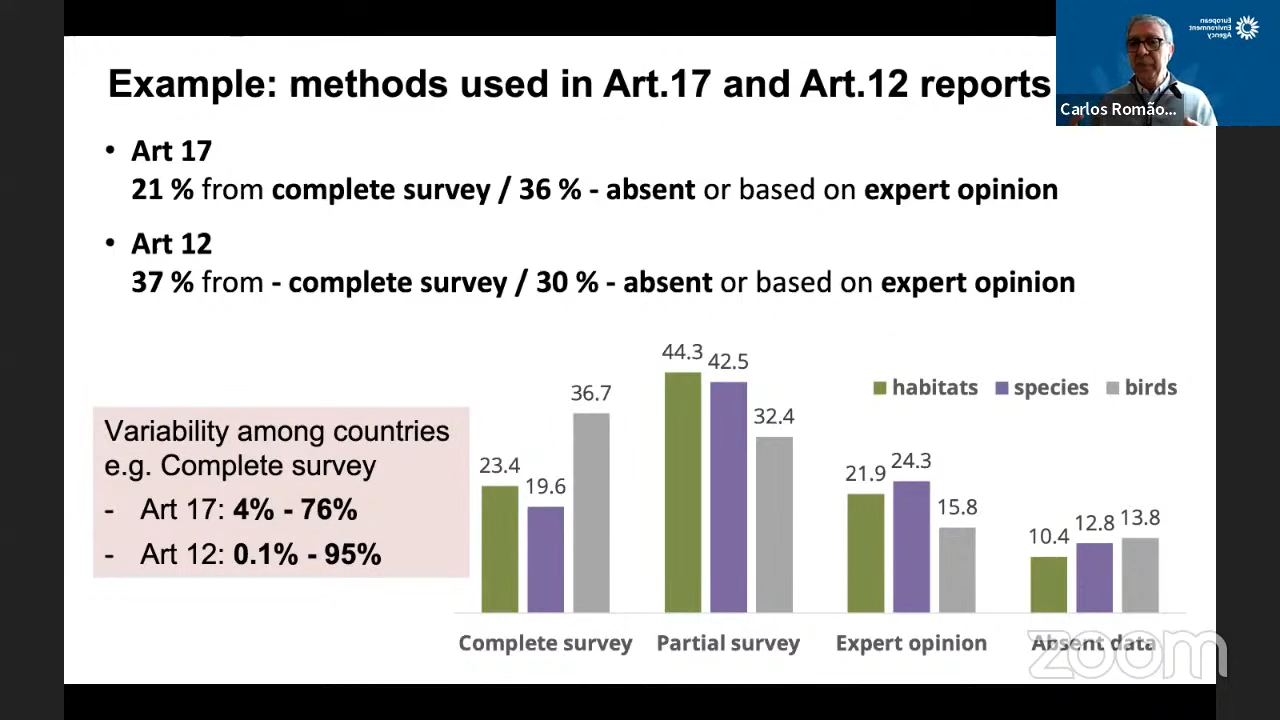 European
Environment
Agency
Carlos Romão...
Example: methods used in Art.17 and Art.12 reports
• Art 17
21 % from complete survey / 36 % - absent or based on expert opinion
• Art 12
37 % from - complete survey / 30 % - absent or based on expert opinion
Variability among countries
e.g. Complete survey
- Art 17: 4% - 76%
- Art 12: 0.1% - 95%
habitats species birds
23.4 19.6 36.7
44.3 42.5 32.4
21.9 24.3 15.8
10.4 12.8 13.8
Complete survey Partial survey Expert opinion Absent data
zoom